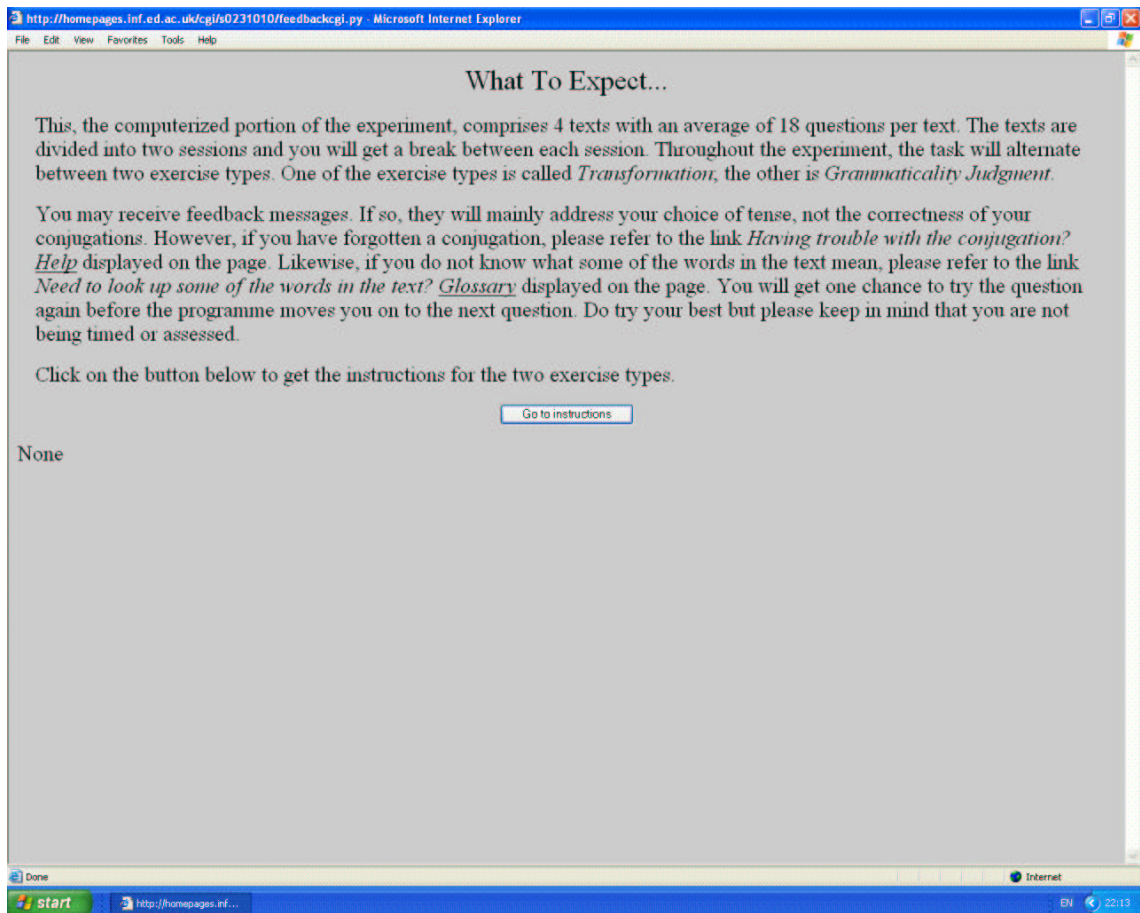 http://homepages.inf.ed.ac.uk/cgi/s0231010/feedbackcgi.py - Microsoft Internet Explorer
File Edit View Favorites Tools Help
What To Expect...
This, the computerized portion of the experiment, comprises 4 texts with an average of 18 questions per text. The texts are
divided into two sessions and you will get a break between each session. Throughout the experiment, the task will alternate
between two exercise types. One of the exercise types is called Transformation, the other is Grammaticality Judgment.
You may receive feedback messages. If so, they will mainly address your choice of tense, not the correctness of your
conjugations. However, if you have forgotten a conjugation, please refer to the link Having trouble with the conjugation?
Help displayed on the page. Likewise, if you do not know what some of the words in the text mean, please refer to the link
Need to look up some of the words in the text? Glossary displayed on the page. You will get one chance to try the question
again before the programme moves you on to the next question. Do try your best but please keep in mind that you are not
being timed or assessed.
Click on the button below to get the instructions for the two exercise types.
Go to instructions
None
Done Internet
start http://homepages.inf... EN 22:13